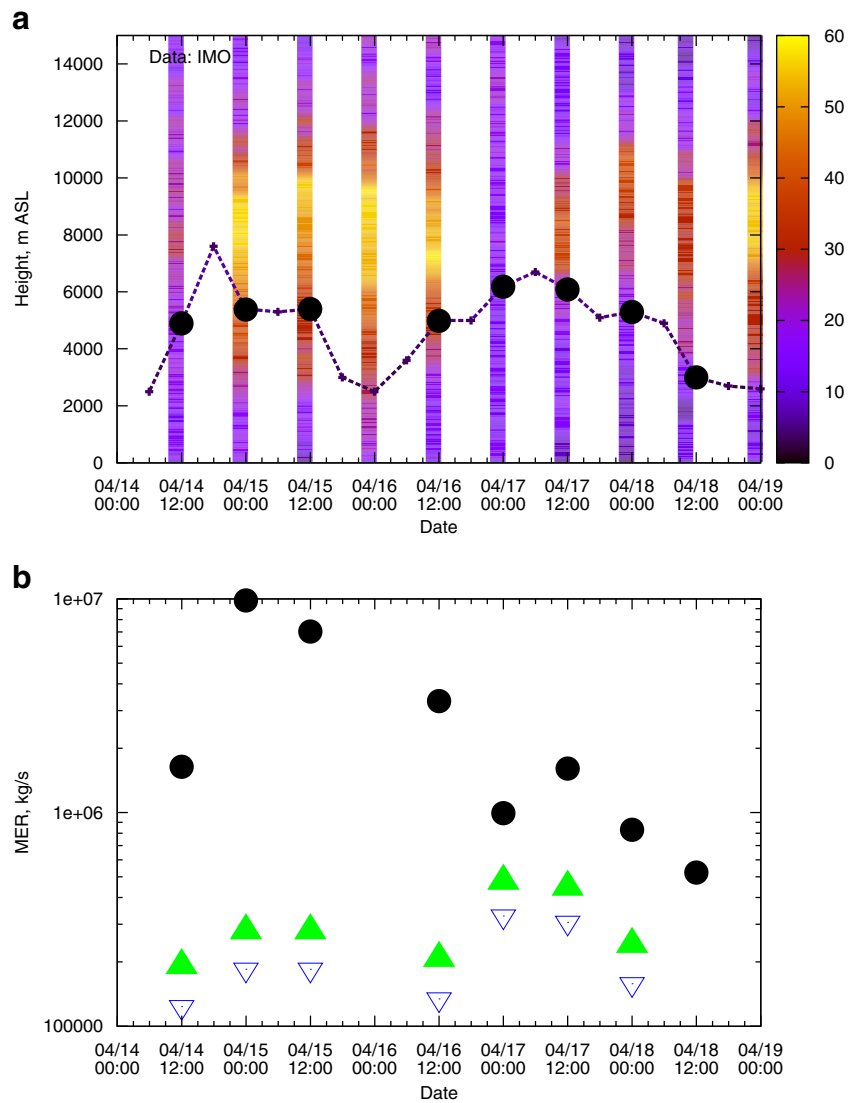 a
Data: IMO
Height, m ASL
14000
12000
10000
8000
6000
4000
2000
0
60
50
40
30
20
10
0
04/14 04/14 04/15 04/15 04/16 04/16 04/17 04/17 04/18 04/18 04/19
00:00 12:00 00:00 12:00 00:00 12:00 00:00 12:00 00:00 12:00 00:00
Date
b
MER, kg/s
1e+07
1e+06
100000
04/14 04/14 04/15 04/15 04/16 04/16 04/17 04/17 04/18 04/18 04/19
00:00 12:00 00:00 12:00 00:00 12:00 00:00 12:00 00:00 12:00 00:00
Date